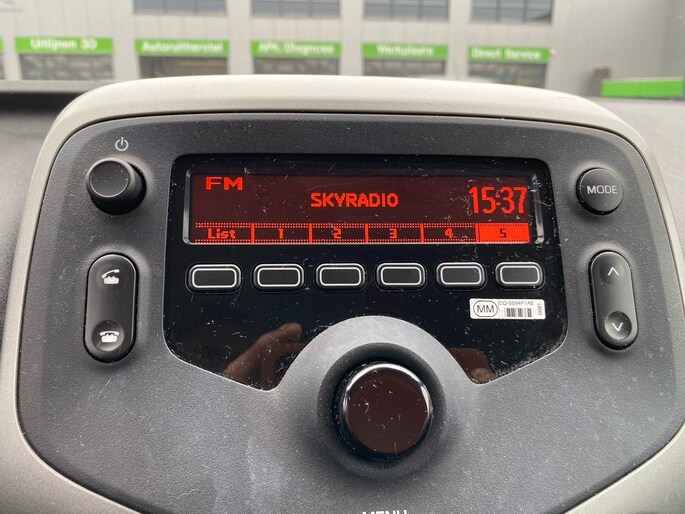 Uitlijnen 3D
Autoruitherstel
APK, Diagnose
Werkplaats
Direct Service
FM
SKYRADIO
15:37
List 1 2 3 4 5
MODE
MM
MENU